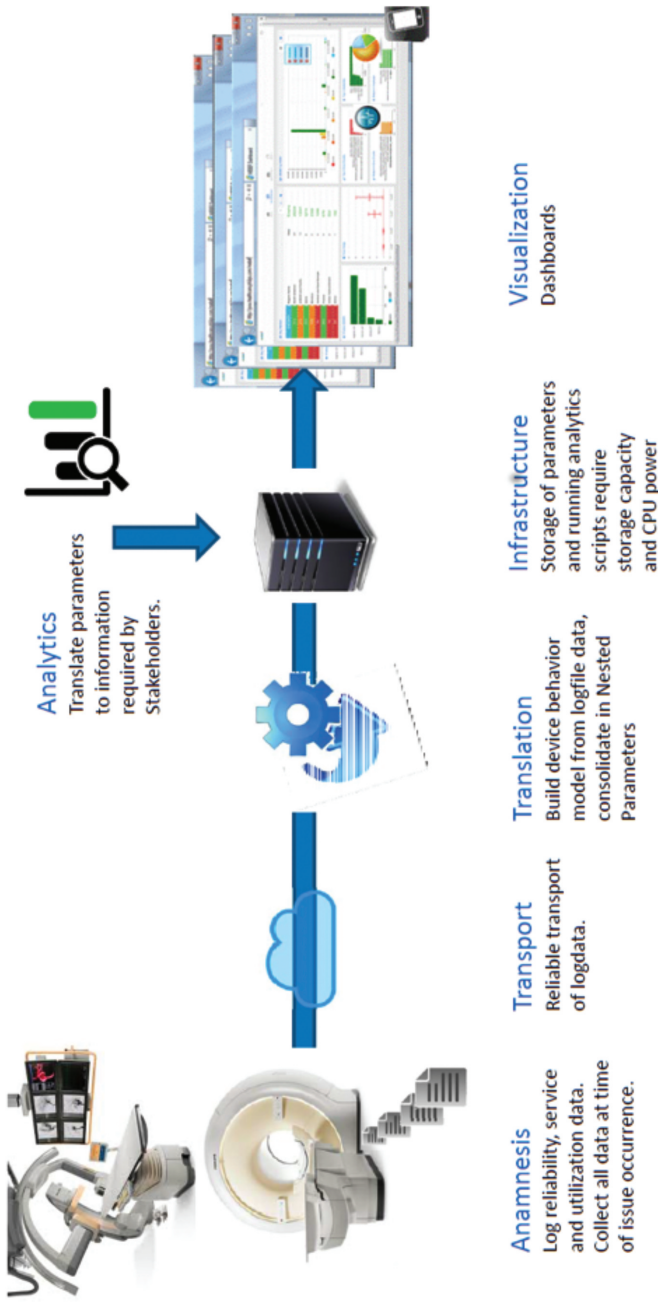 Analytics
Translate parameters
to information
required by
Stakeholders.
Anamnesis
Log reliability, service
and utilization data.
Collect all data at time
of issue occurrence.
Transport
Reliable transport
of logdata.
Translation
Build device behavior
model from logfile data,
consolidate in Nested
Parameters
Infrastructure
Storage of parameters
and running analytic
scripts require
storage capacity
and CPU power
Visualization
Dashboards